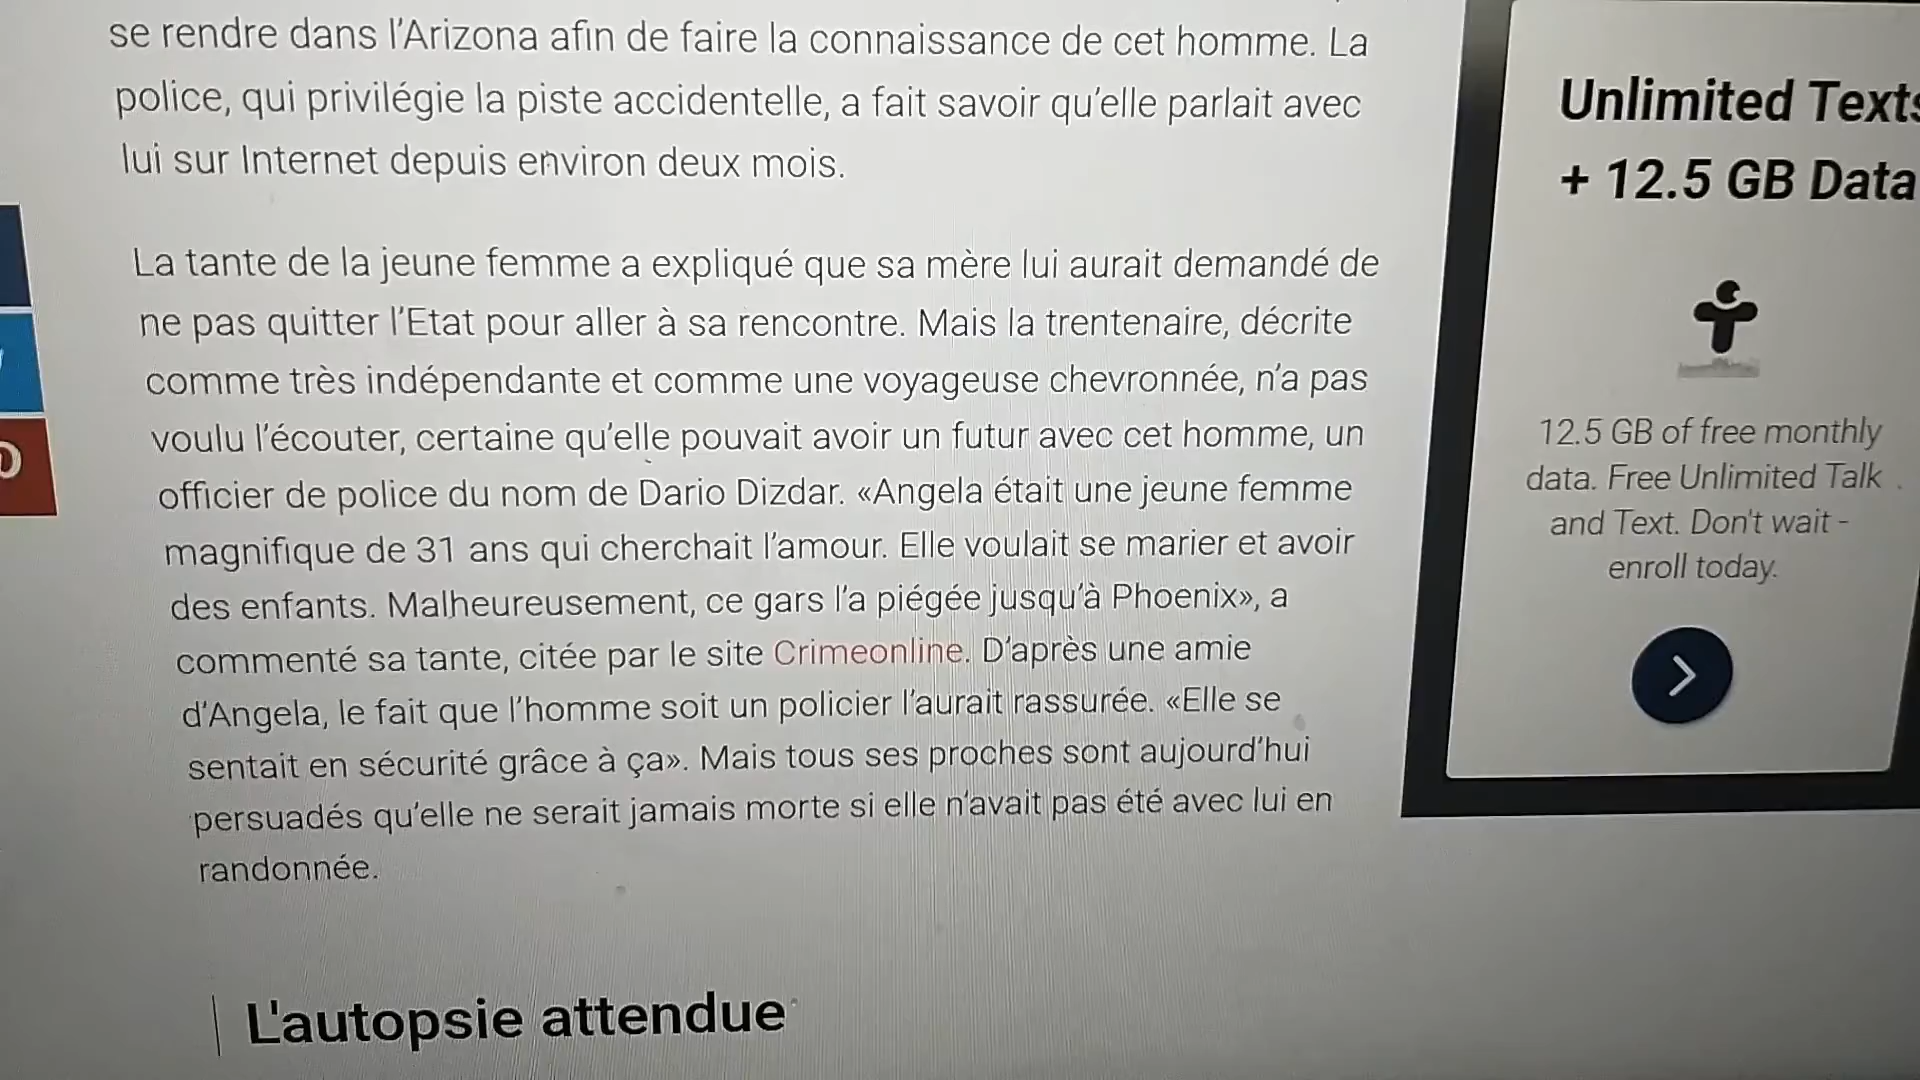 se rendre dans l'Arizona afin de faire la connaissance de cet homme. La
police, qui privilégie la piste accidentelle, a fait savoir qu'elle parlait avec
lui sur Internet depuis environ deux mois.
La tante de la jeune femme a expliqué que sa mère lui aurait demandé de
ne pas quitter l'Etat pour aller à sa rencontre. Mais la trentenaire, décrite
comme très indépendante et comme une voyageuse chevronnée, n'a pas
voulu l'écouter, certaine qu'elle pouvait avoir un futur avec cet homme, un
officier de police du nom de Dario Dizdar. «Angela était une jeune femme
magnifique de 31 ans qui cherchait l'amour. Elle voulait se marier et avoir
des enfants. Malheureusement, ce gars l'a piégée jusqu'à Phoenix», a
commenté sa tante, citée par le site Crimeonline. D'après une amie
d'Angela, le fait que l'homme soit un policier l'aurait rassurée. «Elle se
sentait en sécurité grâce à ça». Mais tous ses proches sont aujourd'hui
persuadés qu'elle ne serait jamais morte si elle n'avait pas été avec lui en
randonnée.
L'autopsie attendue
Unlimited Texts
+ 12.5 GB Data
12.5 GB of free monthly
data. Free Unlimited Talk
and Text. Don't wait -
enroll today.